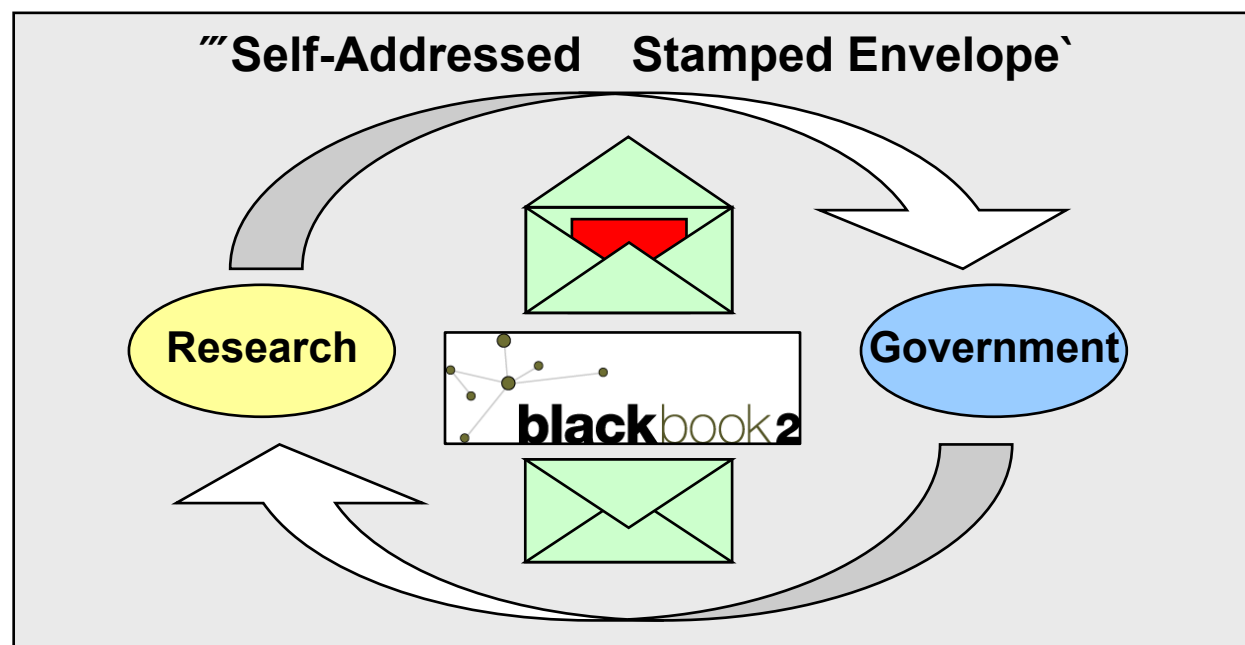 ‴Self-Addressed Stamped Envelope`
Research
Government
blackbook2